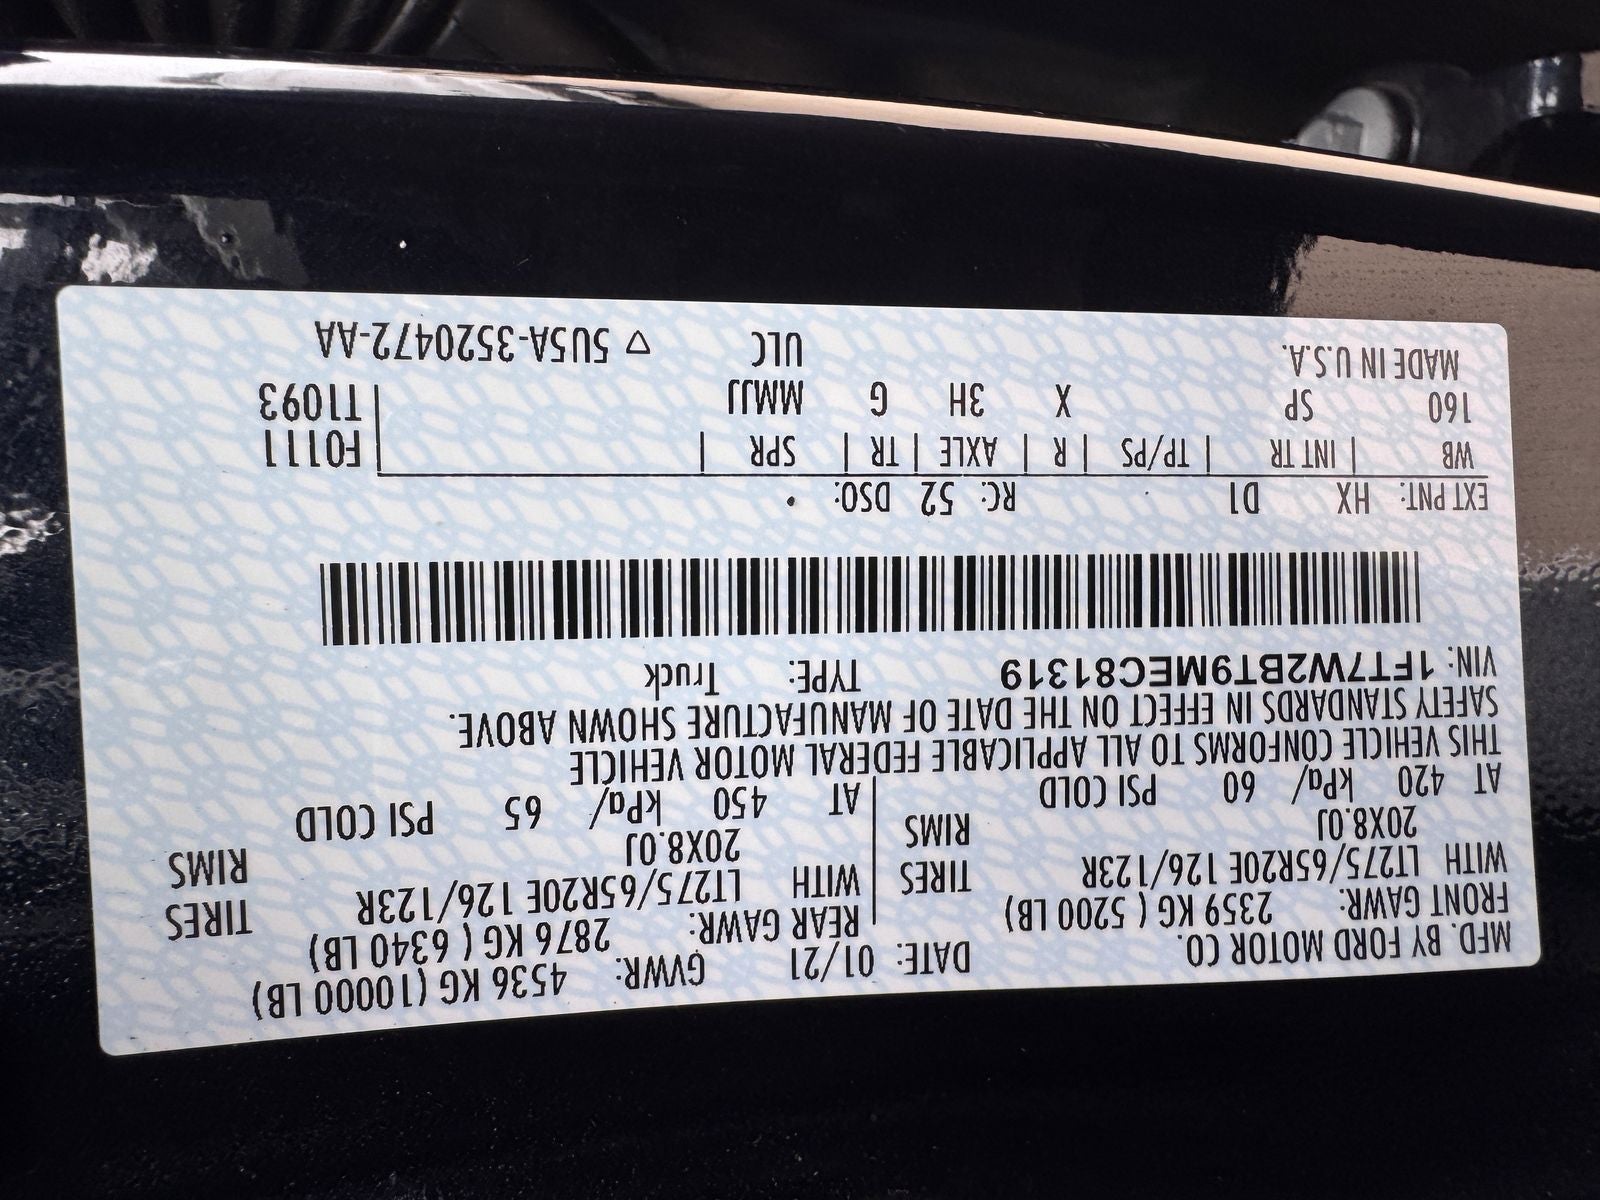 MFD. BY FORD MOTOR CO.
DATE: 01/21 GVWR: 4536 KG (10000 LB)
FRONT GAWR: 2359 KG ( 5200 LB) REAR GAWR: 2876 KG ( 6340 LB)
WITH LT275/65R20E 126/123R TIRES WITH LT275/65R20E 126/123R TIRES
20X8.0J RIMS 20X8.0J RIMS
AT 420 kPa/ 60 PSI COLD AT 450 kPa/ 65 PSI COLD
THIS VEHICLE CONFORMS TO ALL APPLICABLE FEDERAL MOTOR VEHICLE
SAFETY STANDARDS IN EFFECT ON THE DATE OF MANUFACTURE SHOWN ABOVE.
VIN: 1FT7W2BT9MEC81319 TYPE: Truck
EXT PNT: HX D1 RC: 52 DSO:
WB | INT TR | TP/PS | R | AXLE | TR | SPR | F0111
160 SP X 3H G MMJJ T1093
MADE IN U.S.A. ULC ▽ 5U5A-3520472-AA